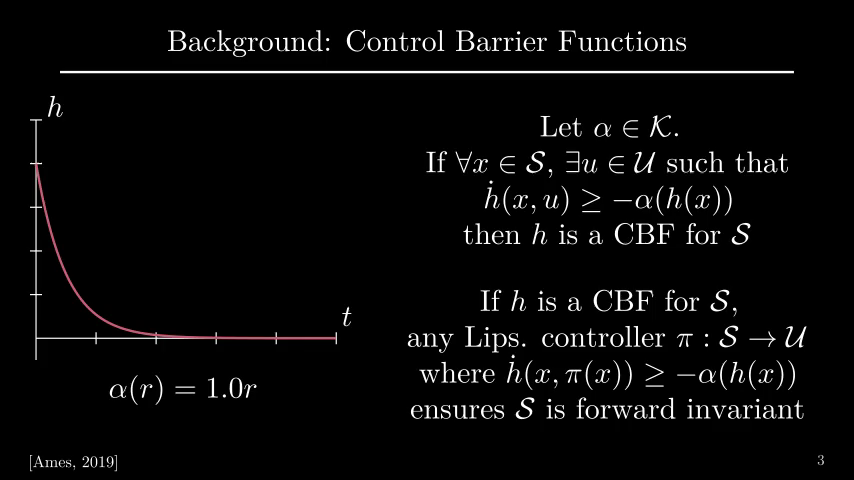 Background: Control Barrier Functions
h
t
α(r) = 1.0r
Let α ∈ 𝒦.
If ∀x ∈ 𝒮, ∃u ∈ 𝒰 such that
ḣ(x, u) ≥ −α(h(x))
then h is a CBF for 𝒮
If h is a CBF for 𝒮,
any Lips. controller π : 𝒮 → 𝒰
where ḣ(x, π(x)) ≥ −α(h(x))
ensures 𝒮 is forward invariant
[Ames, 2019]
3